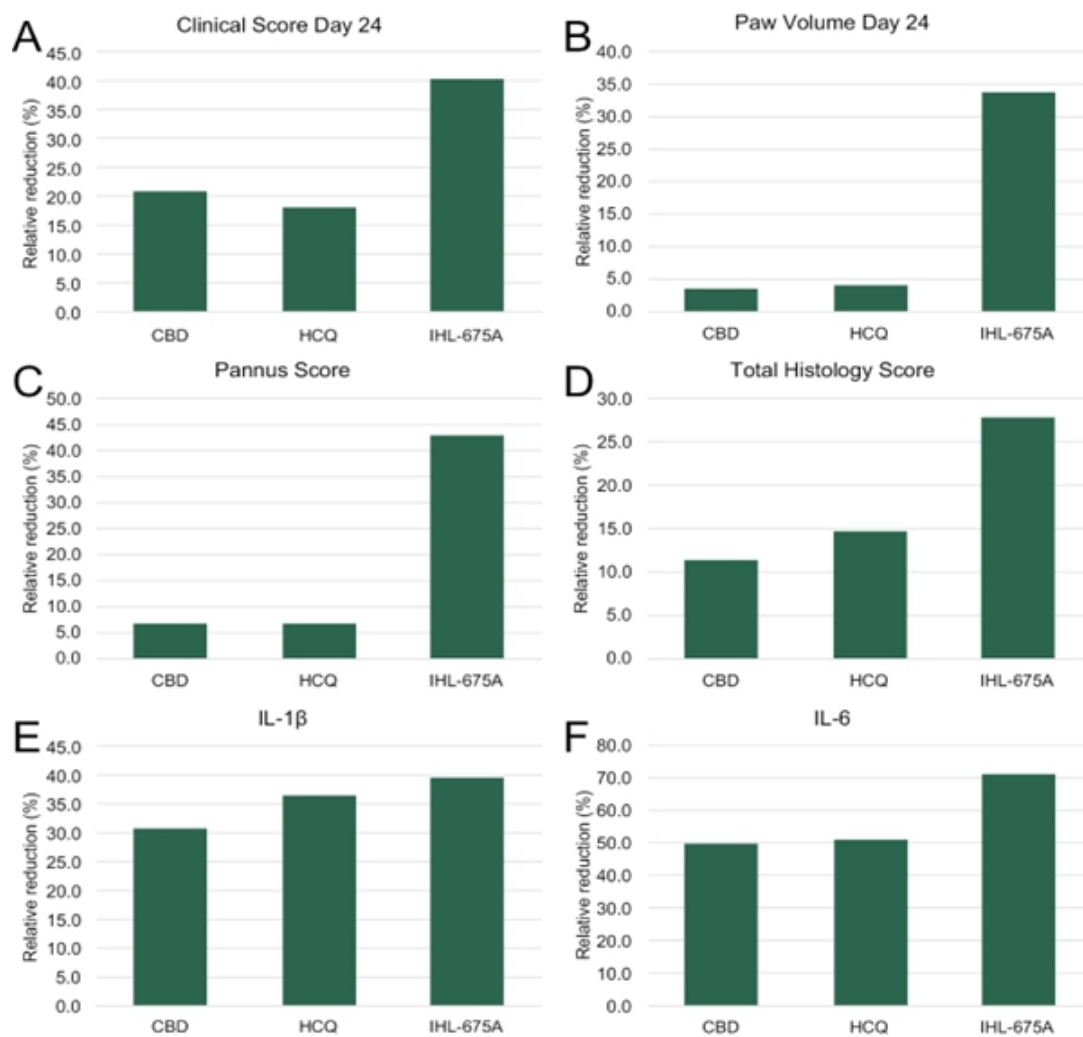 A
Clinical Score Day 24
Relative reduction (%)
45.0
40.0
35.0
30.0
25.0
20.0
15.0
10.0
5.0
0.0
CBD
HCQ
IHL-675A
B
Paw Volume Day 24
Relative reduction (%)
40.0
35.0
30.0
25.0
20.0
15.0
10.0
5.0
0.0
CBD
HCQ
IHL-675A
C
Pannus Score
Relative reduction (%)
50.0
45.0
40.0
35.0
30.0
25.0
20.0
15.0
10.0
5.0
0.0
CBD
HCQ
IHL-675A
D
Total Histology Score
Relative reduction (%)
30.0
25.0
20.0
15.0
10.0
5.0
0.0
CBD
HCQ
IHL-675A
E
IL-1β
Relative reduction (%)
45.0
40.0
35.0
30.0
25.0
20.0
15.0
10.0
5.0
0.0
CBD
HCQ
IHL-675A
F
IL-6
Relative reduction (%)
80.0
70.0
60.0
50.0
40.0
30.0
20.0
10.0
0.0
CBD
HCQ
IHL-675A